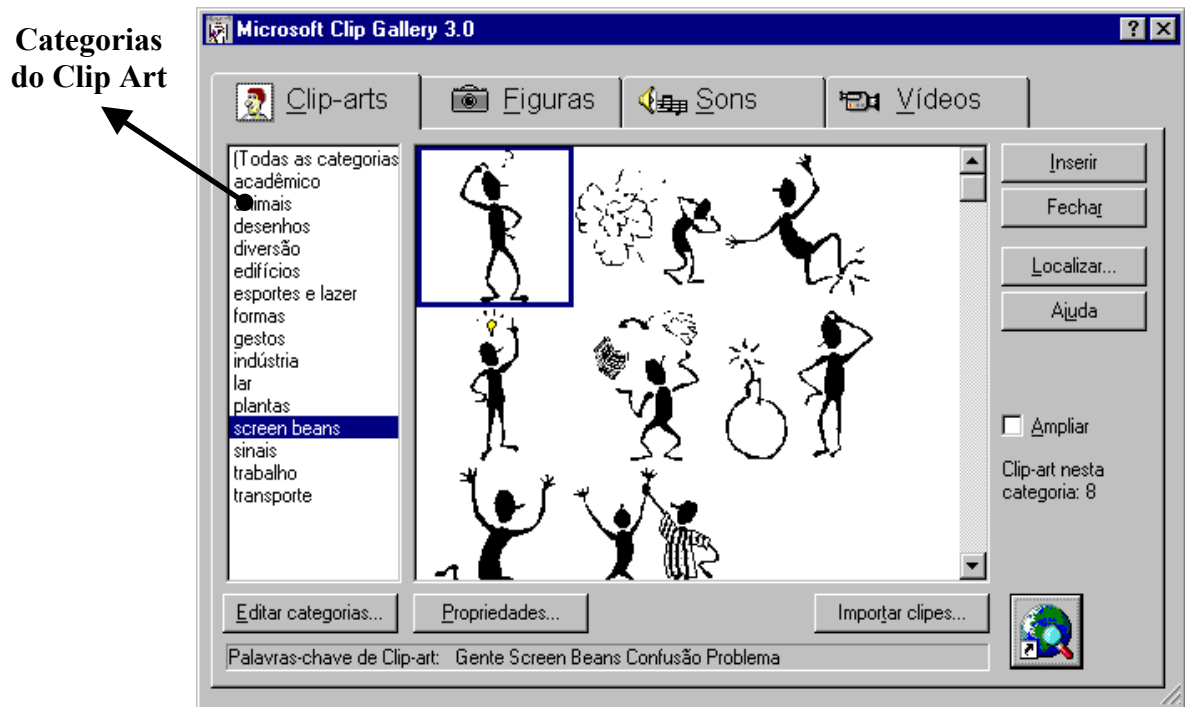 Categorias
do Clip Art
Microsoft Clip Gallery 3.0
Clip-arts
Figuras
Sons
Vídeos
(Todas as categorias
acadêmico
animais
desenhos
diversão
edifícios
esportes e lazer
formas
gestos
indústria
lar
plantas
screen beans
sinais
trabalho
transporte
Inserir
Fechar
Localizar...
Ajuda
Ampliar
Clip-art nesta
categoria: 8
Editar categorias...
Propriedades...
Importar clipes...
Palavras-chave de Clip-art: Gente Screen Beans Confusão Problema